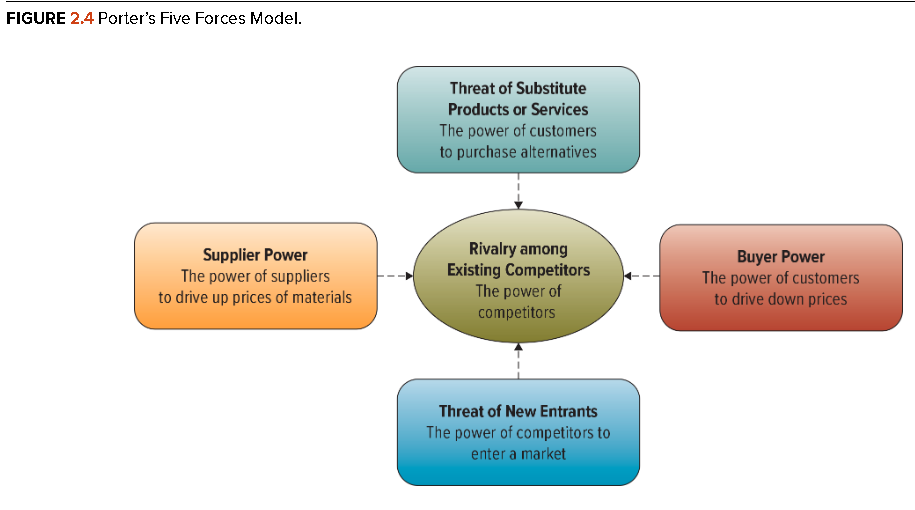 FIGURE 2.4 Porter's Five Forces Model.
Threat of Substitute
Products or Services
The power of customers
to purchase alternatives
Supplier Power
The power of suppliers
to drive up prices of materials
Rivalry among
Existing Competitors
The power of
competitors
Buyer Power
The power of customers
to drive down prices
Threat of New Entrants
The power of competitors to
enter a market